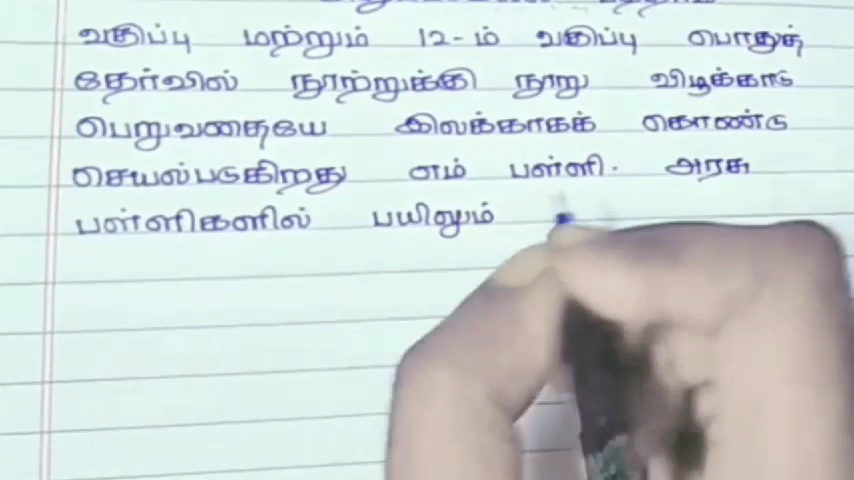 வகுப்பு மற்றும் 12-ம் வகுப்பு பொதுத்
தேர்வில் நூற்றுக்கு நூறு விழுக்காடு
பெறுவதையே இலக்காகக் கொண்டு
செயல்படுகிறது எம் பள்ளி. அரசு
பள்ளிகளில் பயிலும்